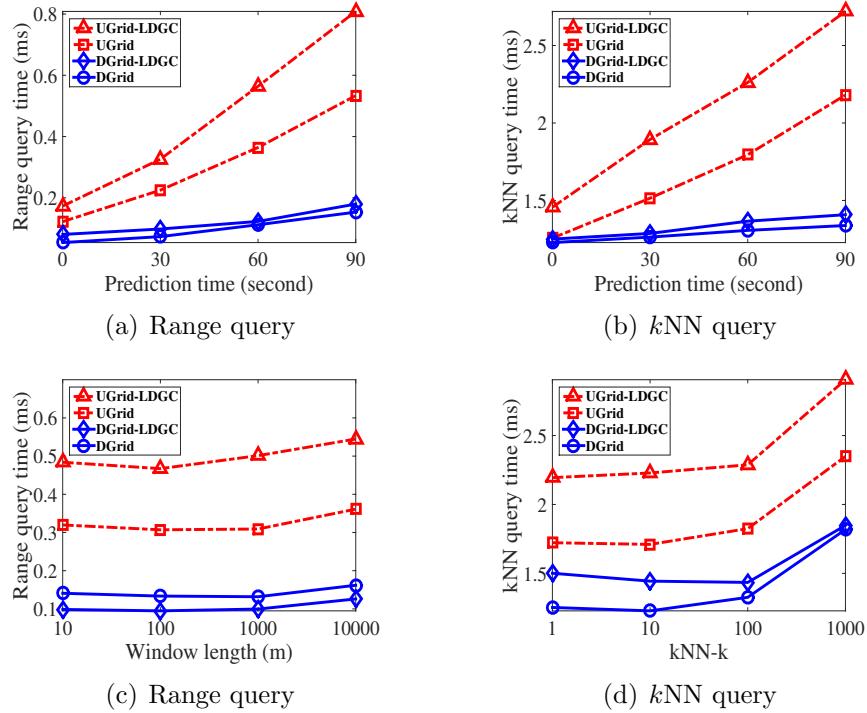 0.8
0.6
0.4
0.2
Range query time (ms)
UGrid-LDGC
UGrid
DGrid-LDGC
DGrid
0 30 60 90
Prediction time (second)
(a) Range query
2.5
2
1.5
kNN query time (ms)
UGrid-LDGC
UGrid
DGrid-LDGC
DGrid
0 30 60 90
Prediction time (second)
(b) kNN query
0.6
0.5
0.4
0.3
0.2
0.1
Range query time (ms)
UGrid-LDGC
UGrid
DGrid-LDGC
DGrid
10 100 1000 10000
Window length (m)
(c) Range query
2.5
2
1.5
kNN query time (ms)
UGrid-LDGC
UGrid
DGrid-LDGC
DGrid
1 10 100 1000
kNN-k
(d) kNN query